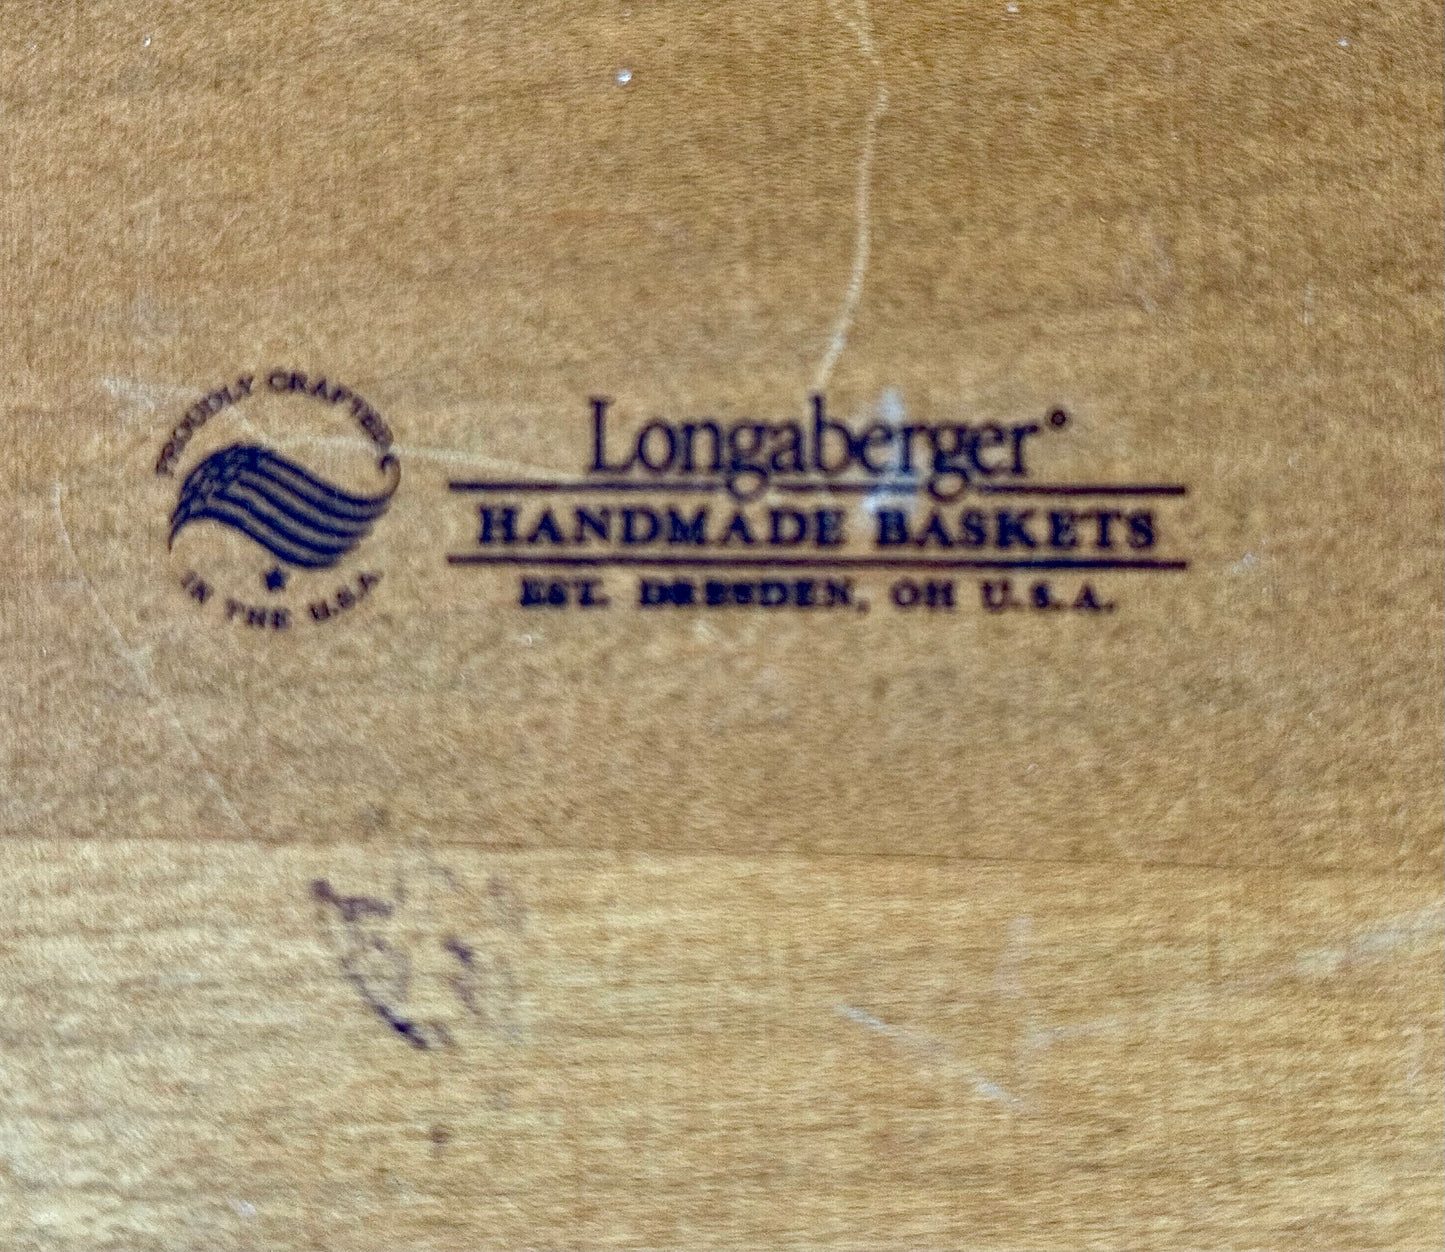 PROUDLY CRAFTED
IN THE U.S.A
Longaberger®
HANDMADE BASKETS
EST. DRESDEN, OH U.S.A.